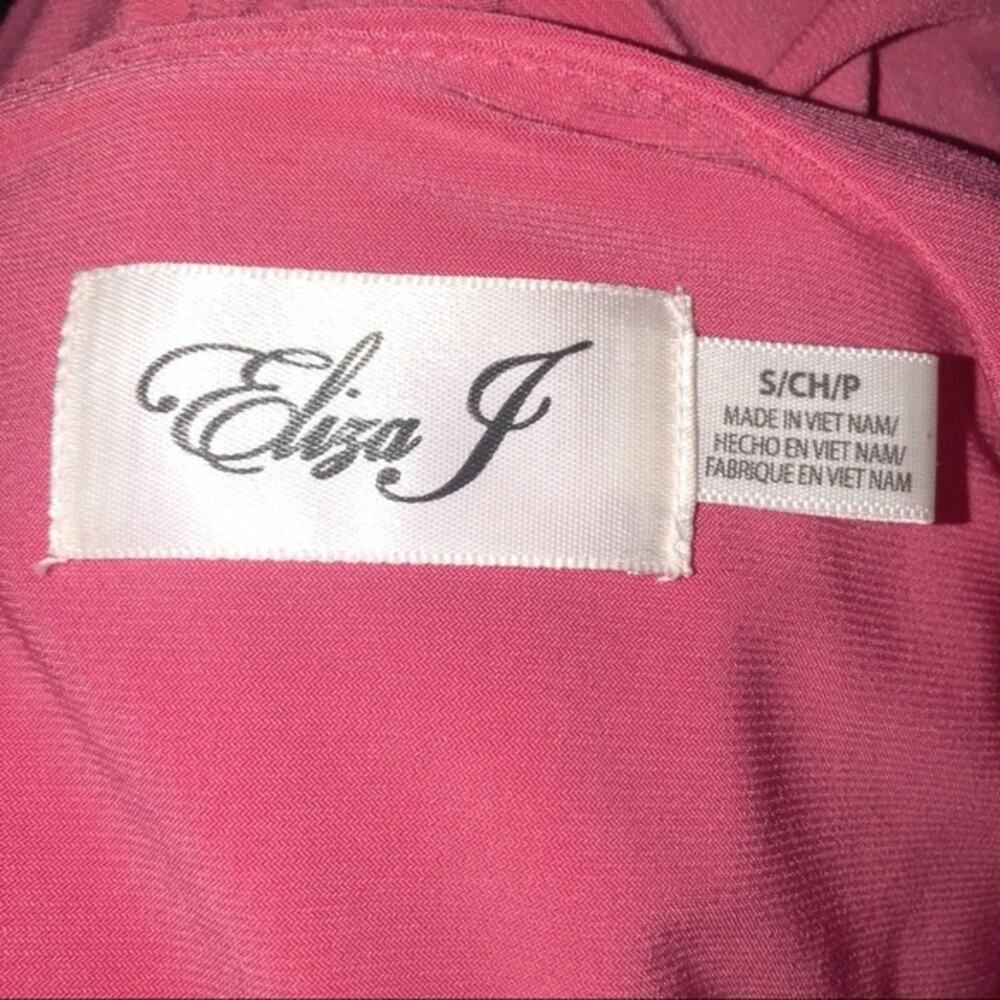 Eliza J
S/CH/P
MADE IN VIET NAM/
HECHO EN VIET NAM/
FABRIQUE EN VIET NAM